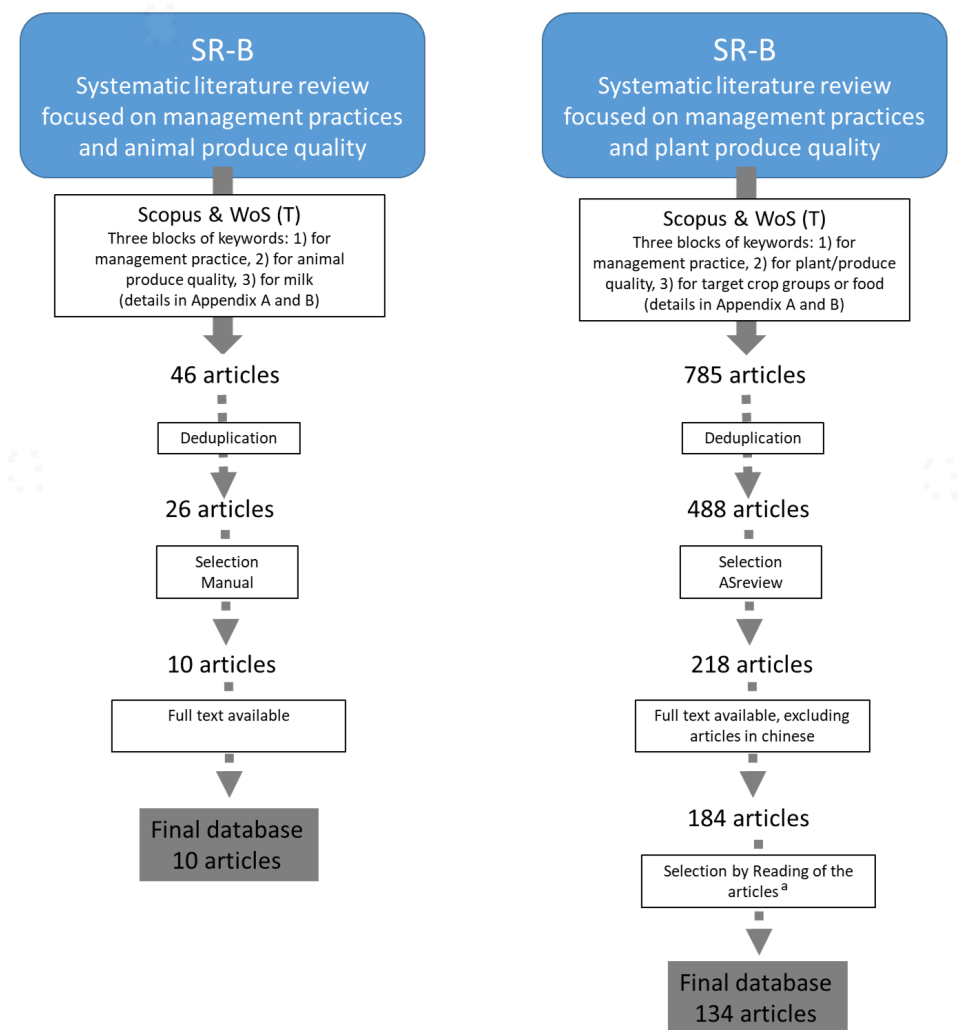 SR-B
Systematic literature review
focused on management practices
and animal produce quality
Scopus & WoS (T)
Three blocks of keywords: 1) for
management practice, 2) for animal
produce quality, 3) for milk
(details in Appendix A and B)
46 articles
Deduplication
26 articles
Selection
Manual
10 articles
Full text available
Final database
10 articles
SR-B
Systematic literature review
focused on management practices
and plant produce quality
Scopus & WoS (T)
Three blocks of keywords: 1) for
management practice, 2) for plant/produce
quality, 3) for target crop groups or food
(details in Appendix A and B)
785 articles
Deduplication
488 articles
Selection
ASreview
218 articles
Full text available, excluding
articles in chinese
184 articles
Selection by Reading of the
articles a
Final database
134 articles